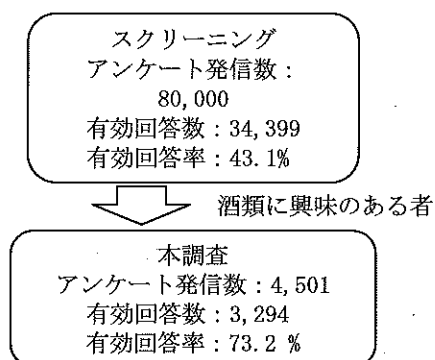 スクリーニング
アンケート発信数：
80,000
有効回答数：34,399
有効回答率：43.1%
酒類に興味のある者
本調査
アンケート発信数：4,501
有効回答数：3,294
有効回答率：73.2 %